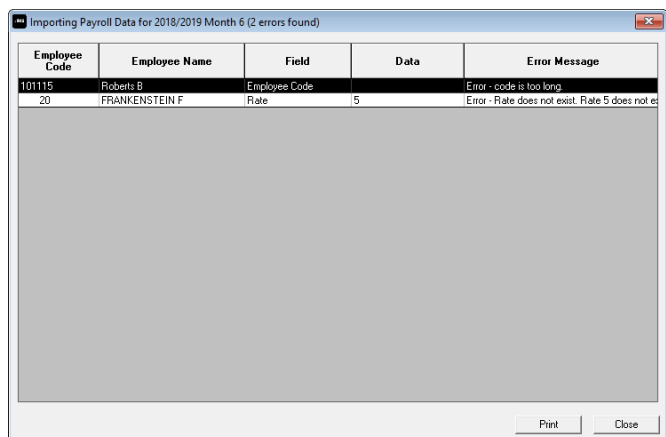 Importing Payroll Data for 2018/2019 Month 6 (2 errors found)
Employee Code Employee Name Field Data Error Message
101115 Roberts B Employee Code Error - code is too long.
20 FRANKENSTEIN F Rate 5 Error - Rate does not exist. Rate 5 does not
Print Close